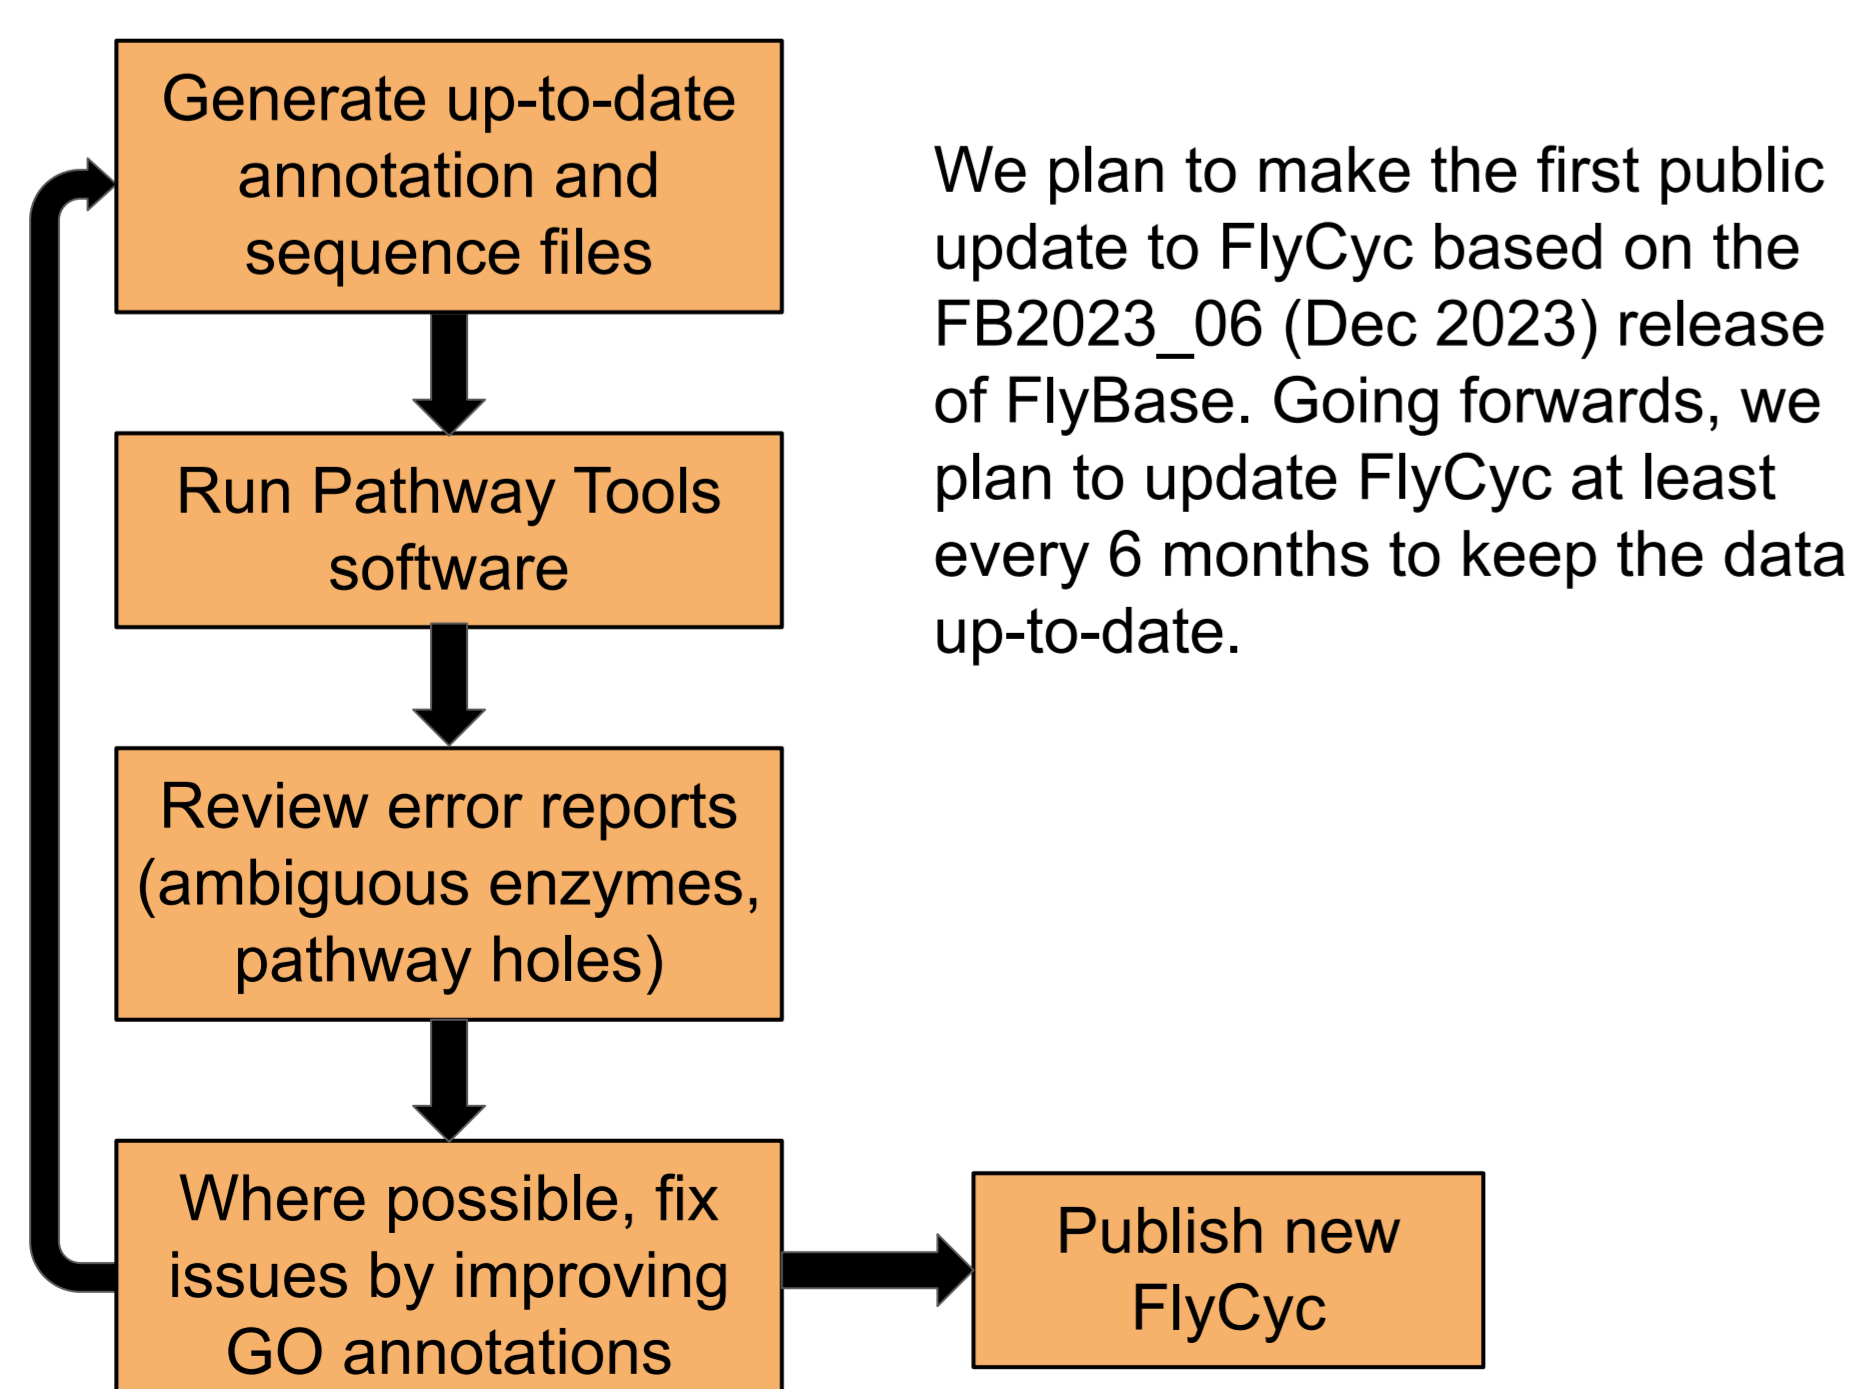 Generate up-to-date
annotation and
sequence files
We plan to make the first public
update to FlyCyc based on the
FB2023_06 (Dec 2023) release
of FlyBase. Going forwards, we
plan to update FlyCyc at least
every 6 months to keep the data
up-to-date.
Run Pathway Tools
software
Review error reports
(ambiguous enzymes,
pathway holes)
Where possible, fix
issues by improving
GO annotations
Publish new
FlyCyc